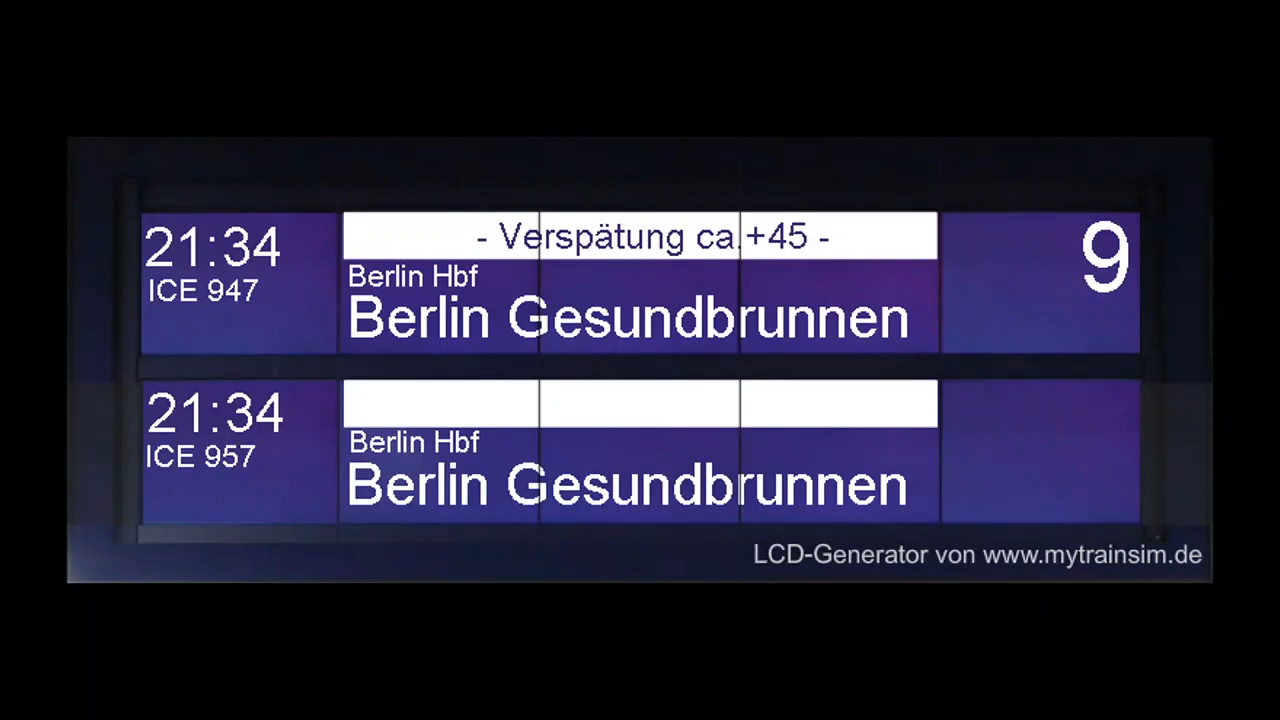 21:34
ICE 947
- Verspätung ca.+45 -
Berlin Hbf
Berlin Gesundbrunnen
9
21:34
ICE 957
Berlin Hbf
Berlin Gesundbrunnen
LCD-Generator von www.mytrainsim.de